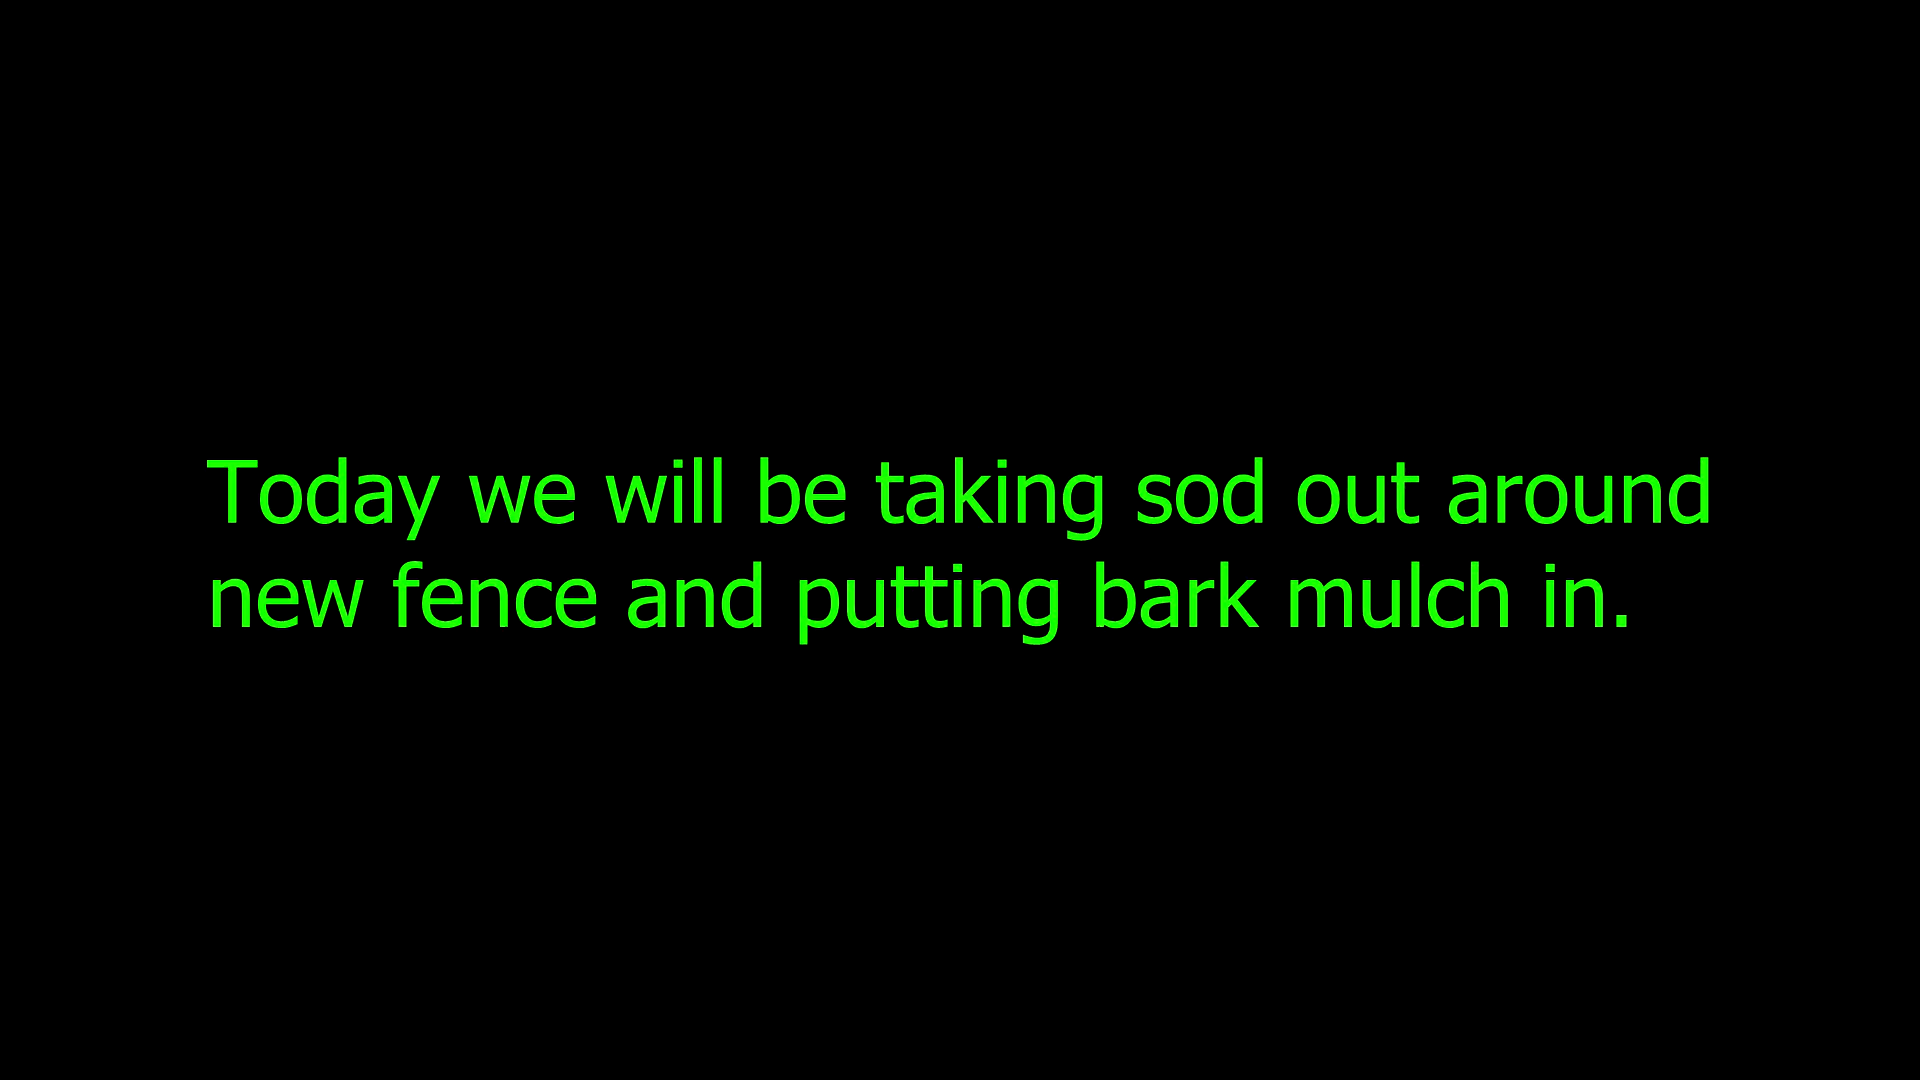 Today we will be taking sod out around
new fence and putting bark mulch in.